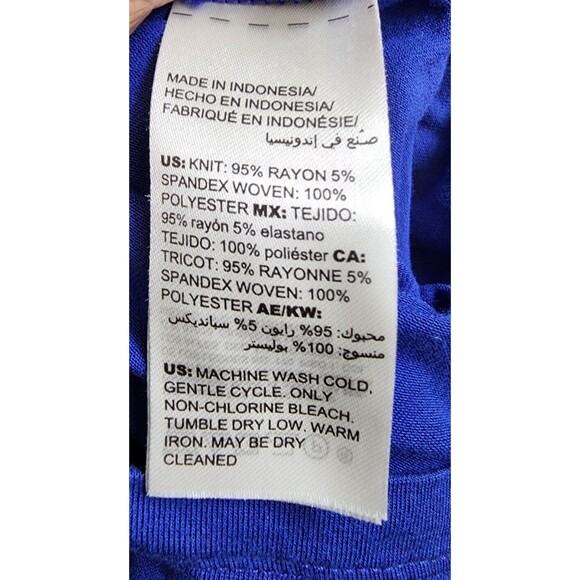 MADE IN INDONESIA/
HECHO EN INDONESIA/
FABRIQUÉ EN INDONÉSIE/
صنع في إندونيسيا
US: KNIT: 95% RAYON 5%
SPANDEX WOVEN: 100%
POLYESTER MX: TEJIDO:
95% rayón 5% elastano
TEJIDO: 100% poliéster CA:
TRICOT: 95% RAYONNE 5%
SPANDEX WOVEN: 100%
POLYESTER AE/KW:
محبوك: 95% رايون 5% سبانديكس
منسوج: 100% بوليستر
US: MACHINE WASH COLD,
GENTLE CYCLE. ONLY
NON-CHLORINE BLEACH.
TUMBLE DRY LOW. WARM
IRON. MAY BE DRY
CLEANED